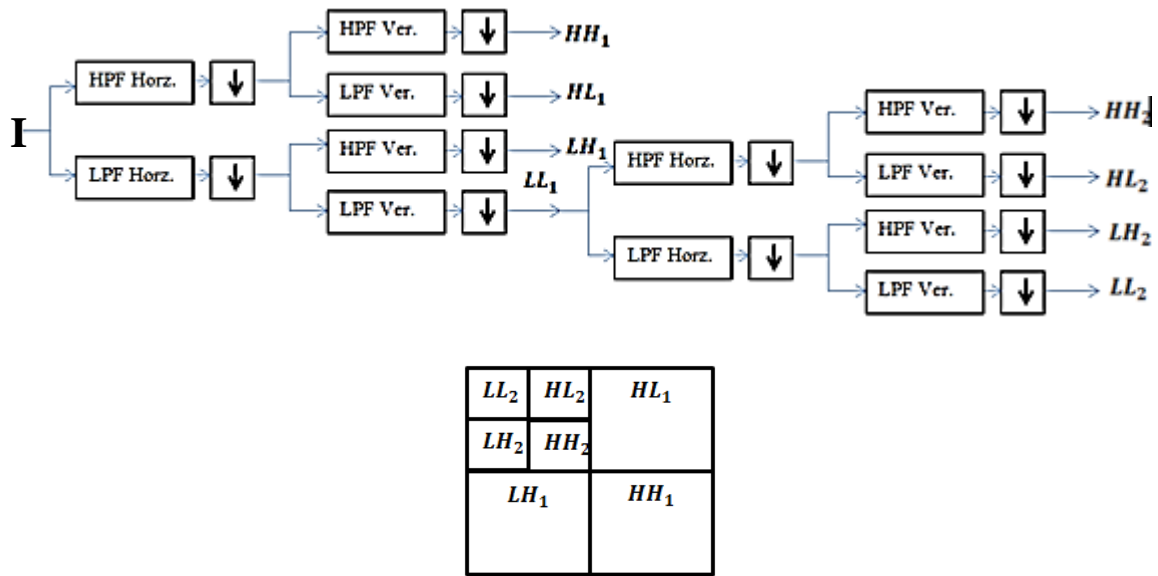 HPF Ver.
HH₁
HPF Horz.
LPF Ver.
HL₁
HPF Ver.
HH₂
I
HPF Ver.
LH₁
HPF Horz.
LPF Horz.
LL₁
LPF Ver.
HL₂
LPF Ver.
HPF Ver.
LH₂
LPF Horz.
LPF Ver.
LL₂
LL₂ HL₂ HL₁
LH₂ HH₂
LH₁ HH₁